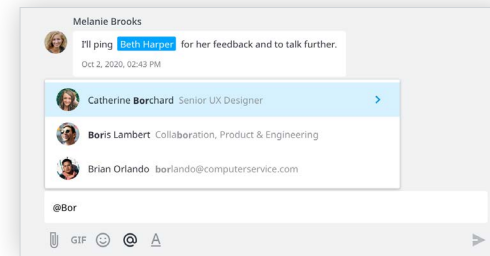 Melanie Brooks
I'll ping Beth Harper for her feedback and to talk further.
Oct 2, 2020, 02:43 PM
Catherine Borchard Senior UX Designer
Boris Lambert Collaboration, Product & Engineering
Brian Orlando borlando@computerservice.com
@Bor
GIF @ A